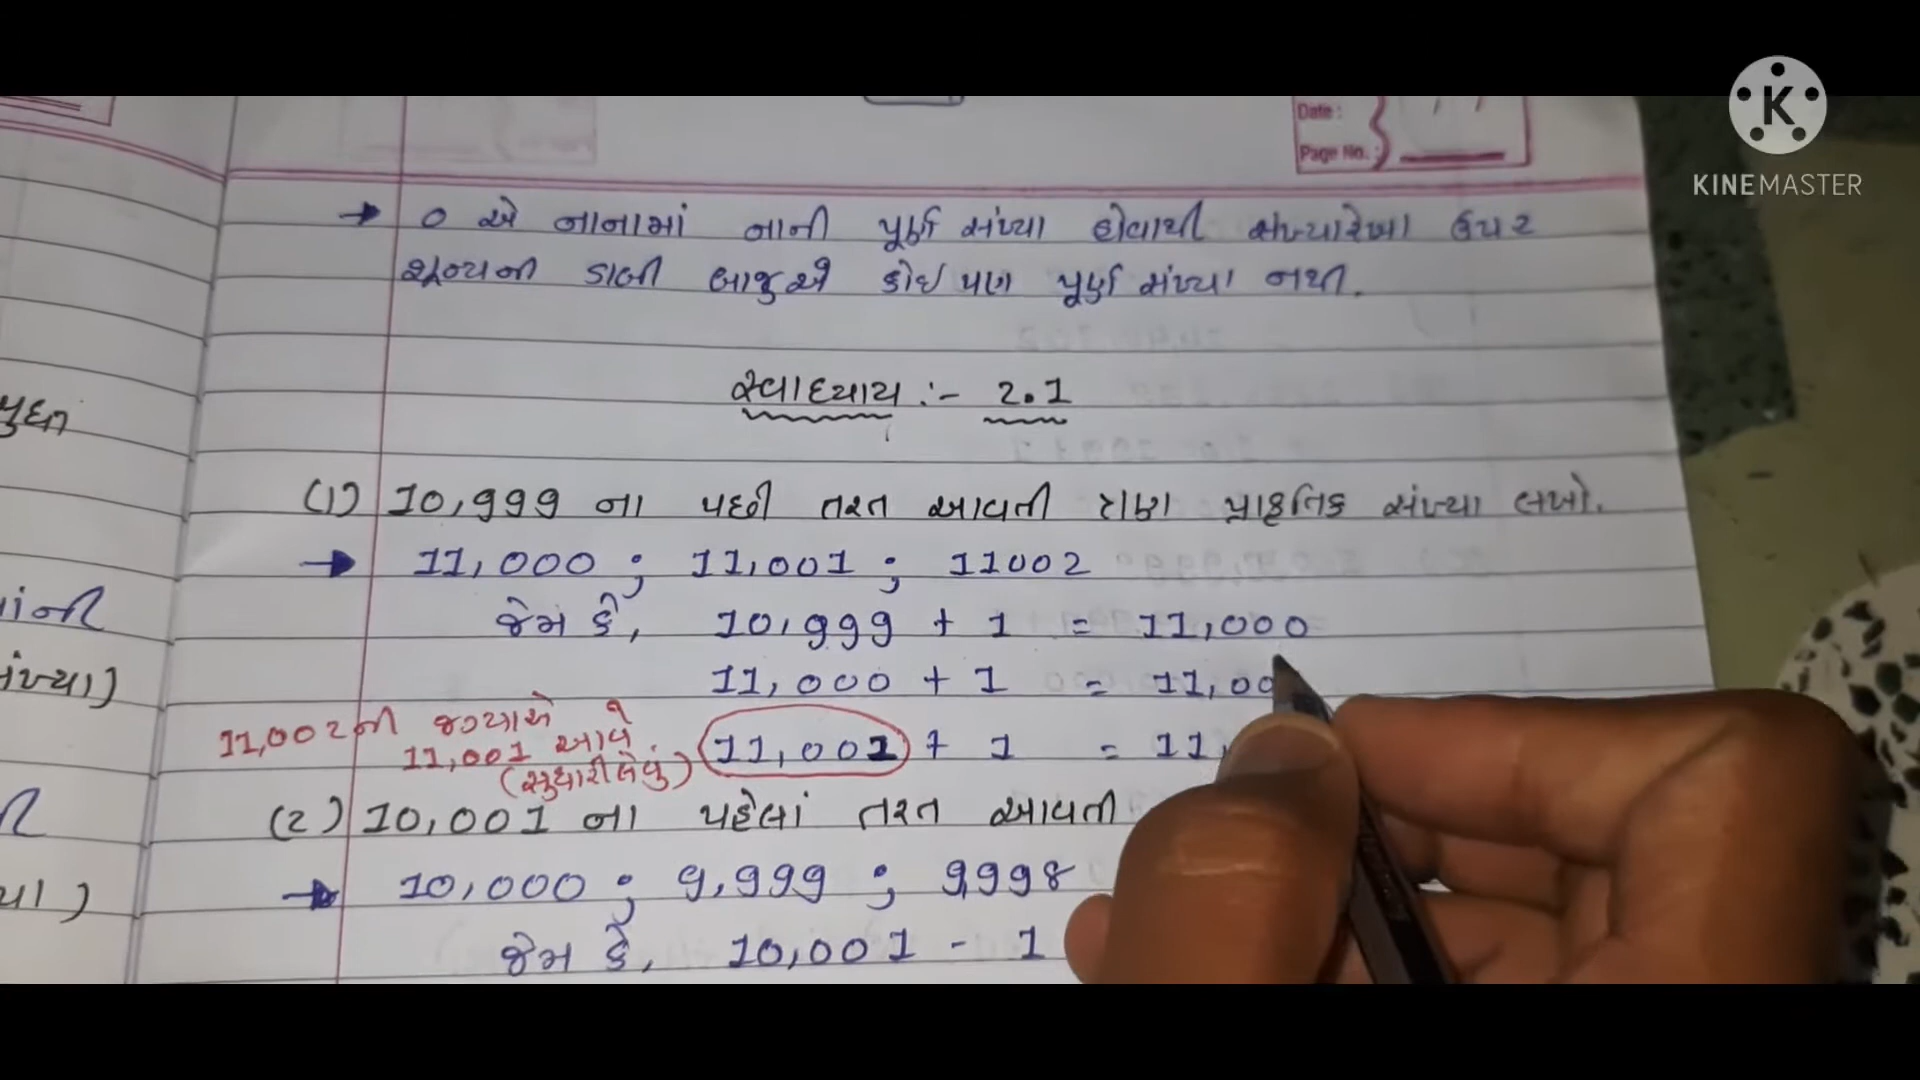 KINEMASTER
Date:
Page No.:
→ 0 એ નાનામાં નાની પૂર્ણ સંખ્યા હોવાથી સંખ્યારેખા ઉપર
શૂન્યની ડાબી બાજુએ કોઇ પણ પૂર્ણ સંખ્યા નથી.
સ્વાધ્યાય :- 2.1
(1) 10,999 ના પછી તરત આવતી ત્રણ પ્રાકૃતિક સંખ્યા લખો.
→ 11,000 ; 11,001 ; 11002
જેમ કે, 10,999 + 1 = 11,000
11,000 + 1 = 11,00
11,002ની જગ્યાએ
11,001 આવે
(સુધારી લેવું)
11,001 + 1 = 11,
(2) 10,001 ના પહેલાં તરત આવતી
→ 10,000 ; 9,999 ; 9998
જેમ કે, 10,001 - 1